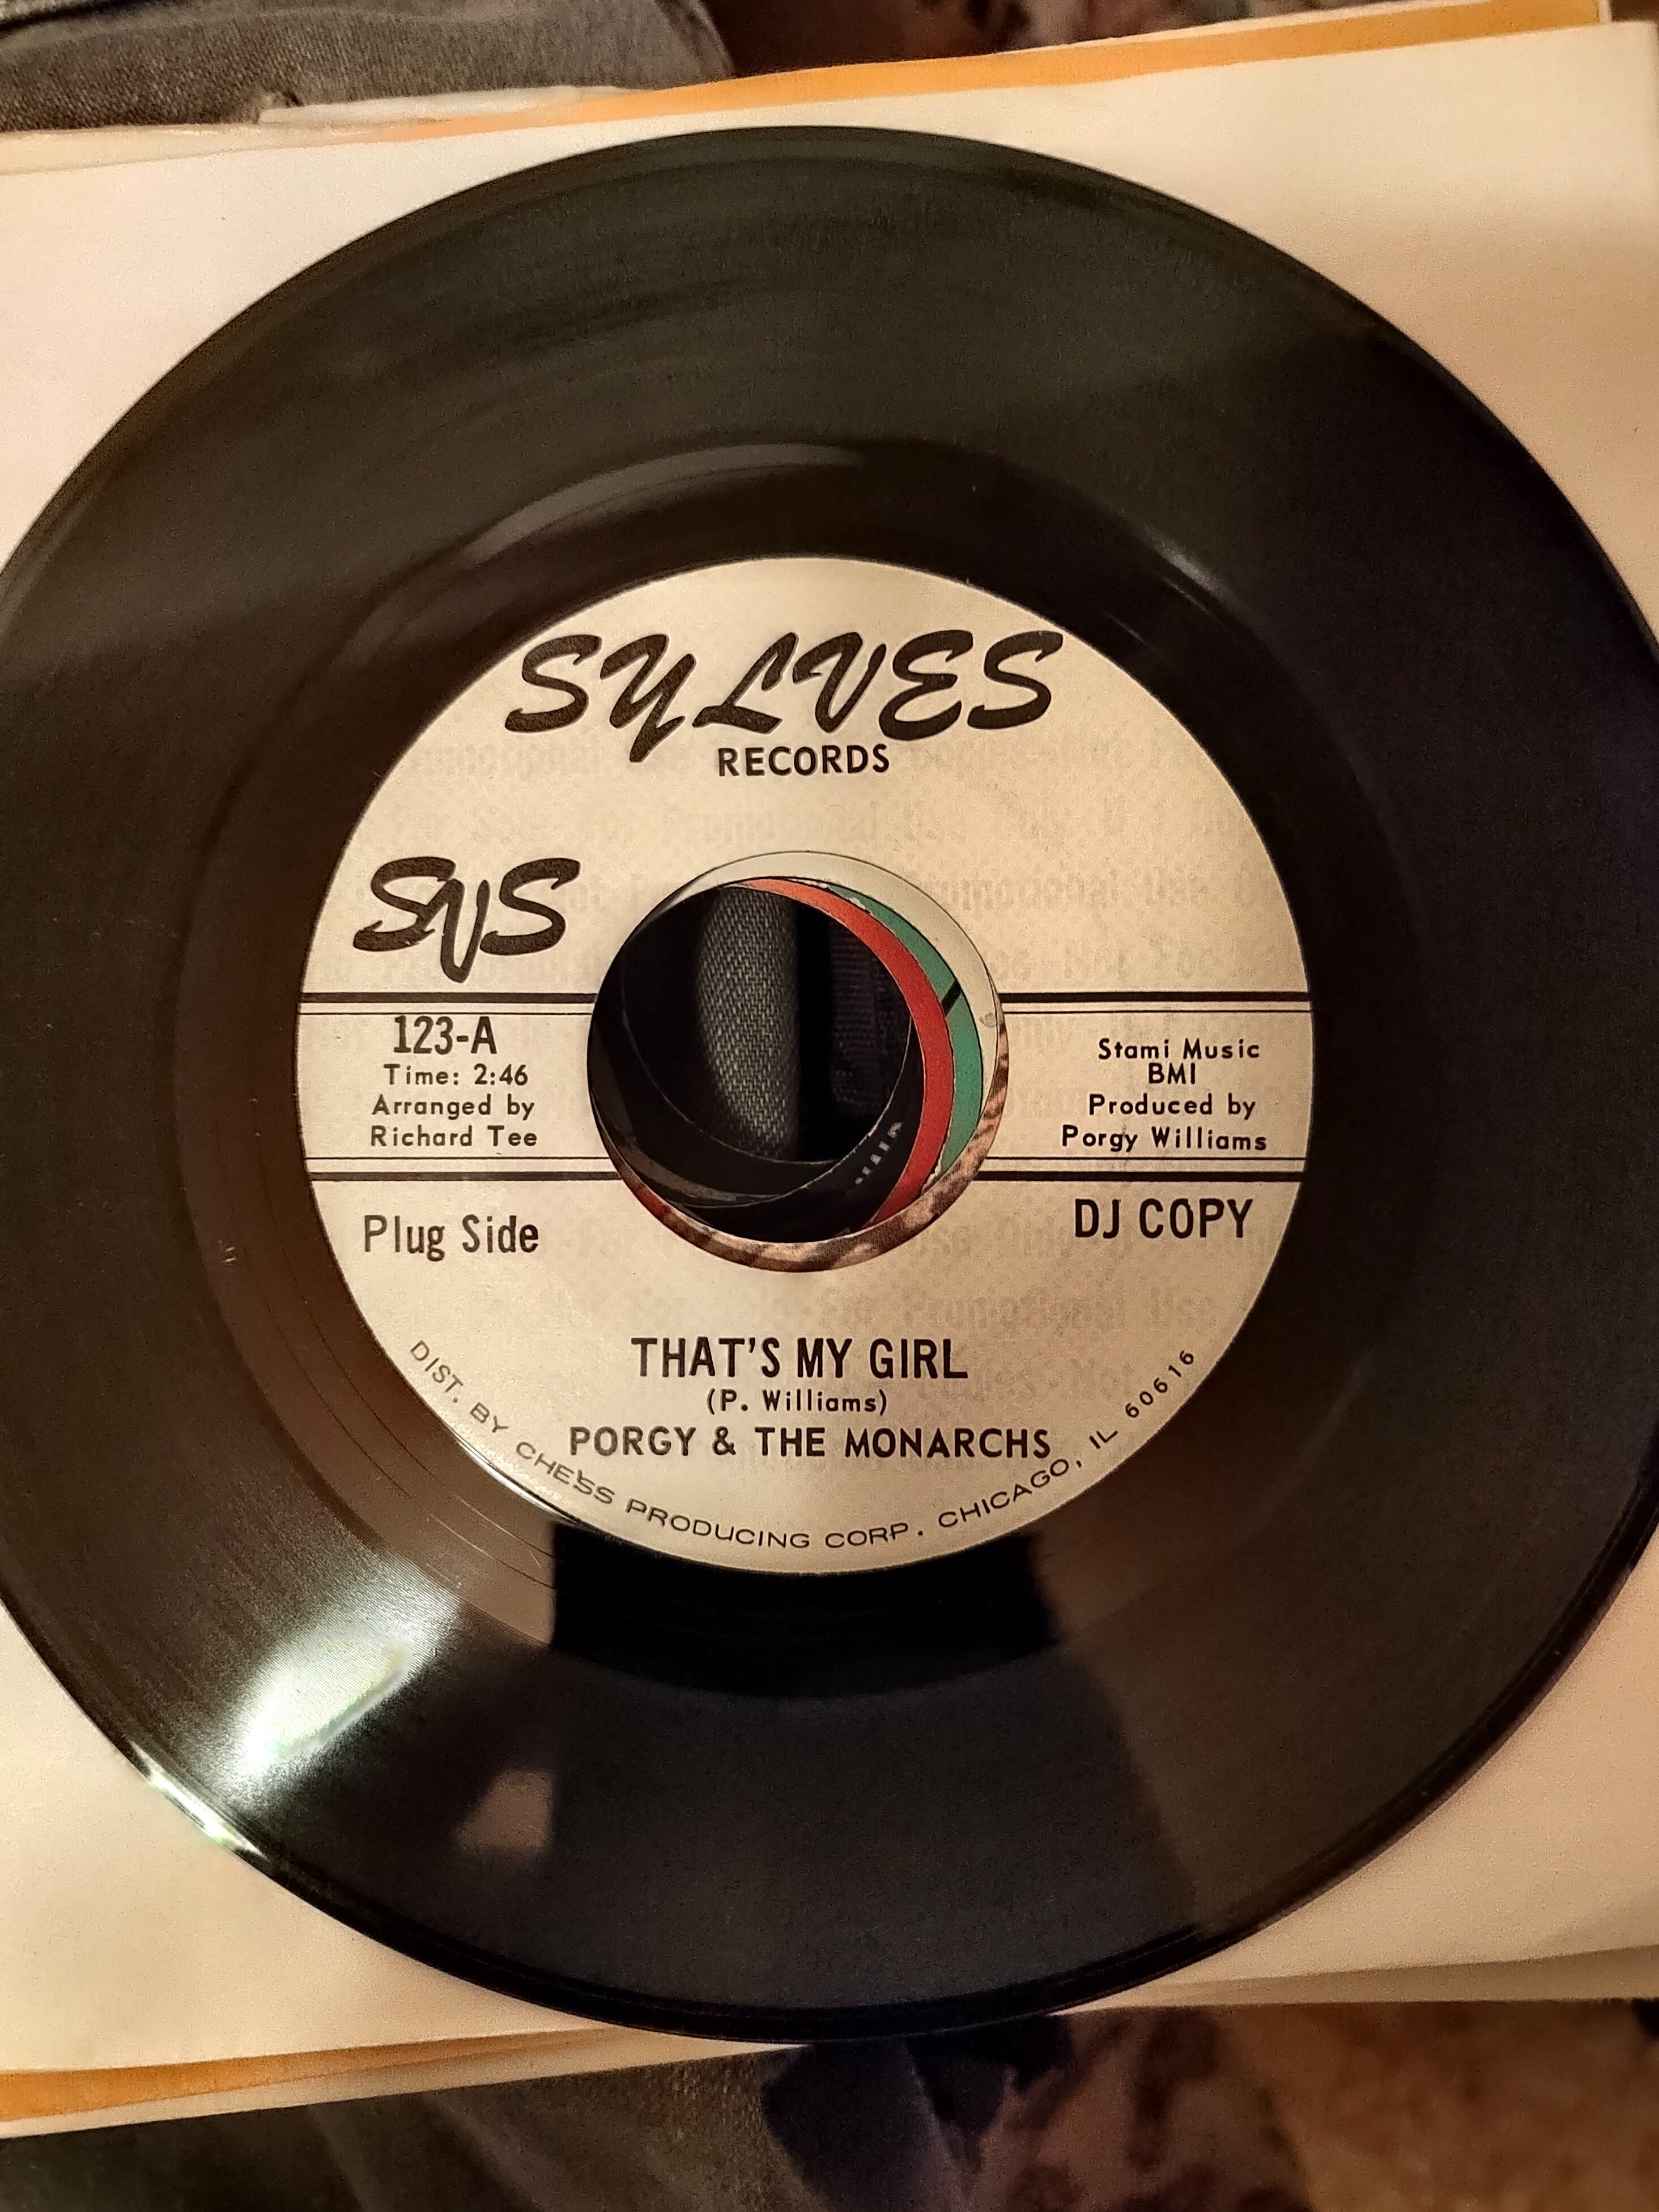 SYLVES
RECORDS
SVS
123-A
Time: 2:46
Arranged by
Richard Tee
Stami Music
BMI
Produced by
Porgy Williams
Plug Side
DJ COPY
THAT'S MY GIRL
(P. Williams)
PORGY & THE MONARCHS
DIST. BY CHESS PRODUCING CORP. CHICAGO, IL 60616